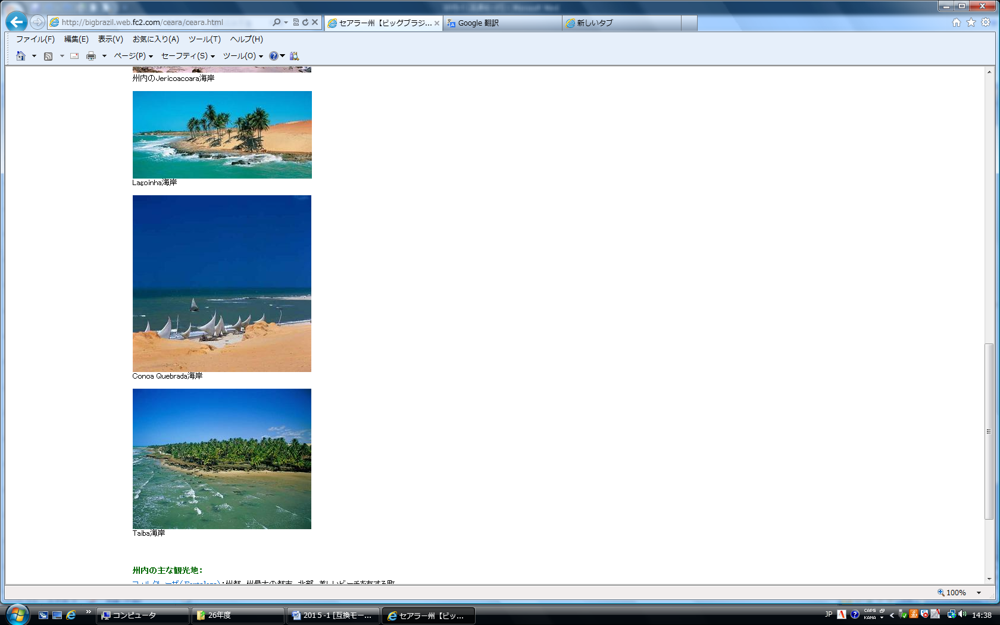 http://bigbrazil.web.fc2.com/ceara/ceara.html
セアラー州【ビッグブラジ...
Google 翻訳
新しいタブ
ファイル(F) 編集(E) 表示(V) お気に入り(A) ツール(T) ヘルプ(H)
ページ(P) セーフティ(S) ツール(O)
州内のJericoacoara海岸
Lagoinha海岸
Conoa Quebrada海岸
Taiba海岸
州内の主な観光地:
100%
コンピュータ
26年度
2015-1 [互換モー...
セアラー州【ビッ...
JP
CAPS
KANA
14:38